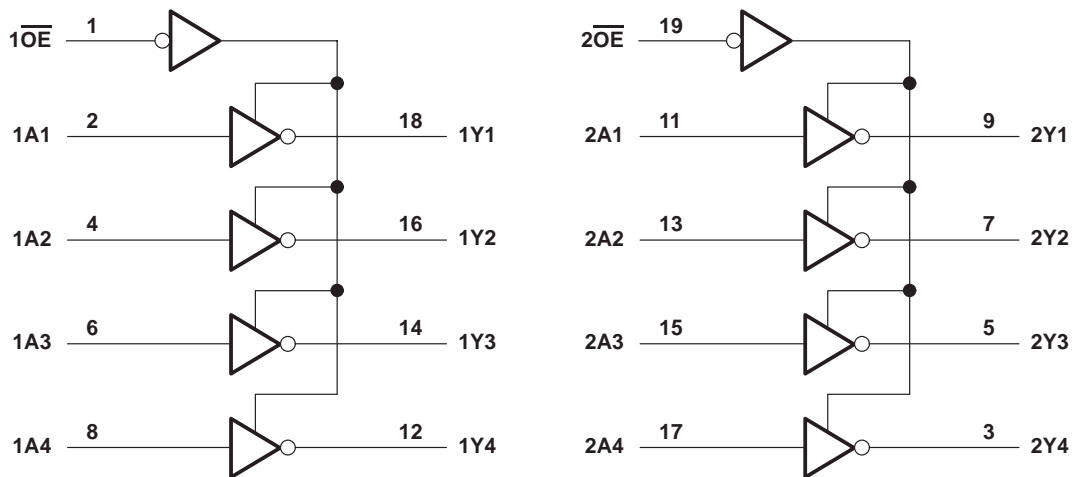 1OE 1
1A1 2 18 1Y1
1A2 4 16 1Y2
1A3 6 14 1Y3
1A4 8 12 1Y4
2OE 19
2A1 11 9 2Y1
2A2 13 7 2Y2
2A3 15 5 2Y3
2A4 17 3 2Y4